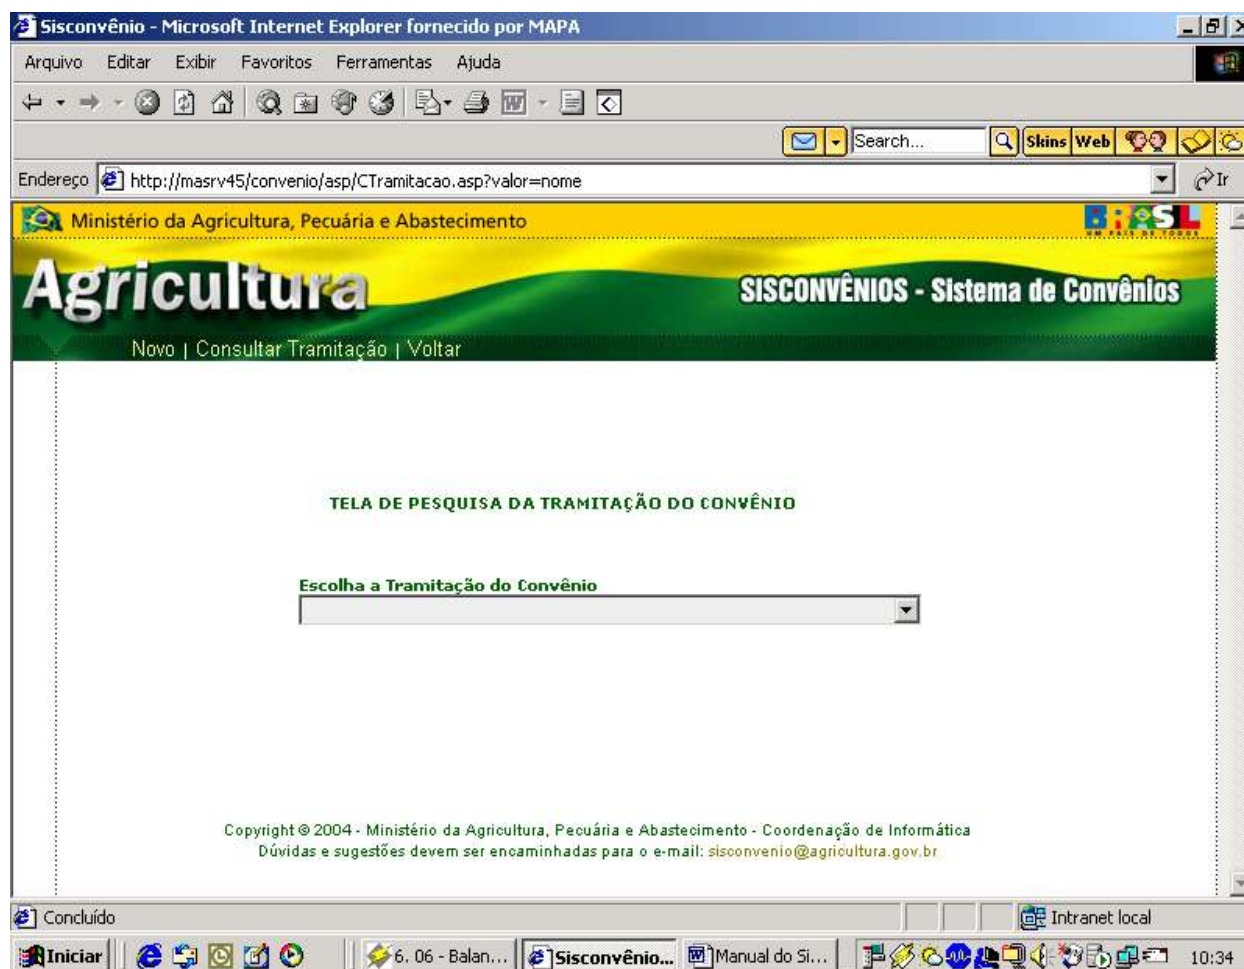 Sisconvênio - Microsoft Internet Explorer fornecido por MAPA
Arquivo Editar Exibir Favoritos Ferramentas Ajuda
Search... Skins Web
Endereço http://masrv45/convenio/asp/CTramitacao.asp?valor=nome Ir
Ministério da Agricultura, Pecuária e Abastecimento BRASIL
UM PAÍS DE TODOS
Agricultura SISCONVÊNIOS - Sistema de Convênios
Novo | Consultar Tramitação | Voltar
TELA DE PESQUISA DA TRAMITAÇÃO DO CONVÊNIO
Escolha a Tramitação do Convênio
Copyright © 2004 - Ministério da Agricultura, Pecuária e Abastecimento - Coordenação de Informática
Dúvidas e sugestões devem ser encaminhadas para o e-mail: sisconvenio@agricultura.gov.br
Concluído Intranet local
Iniciar 6. 06 - Balan... Sisconvênio... Manual do Si... 10:34